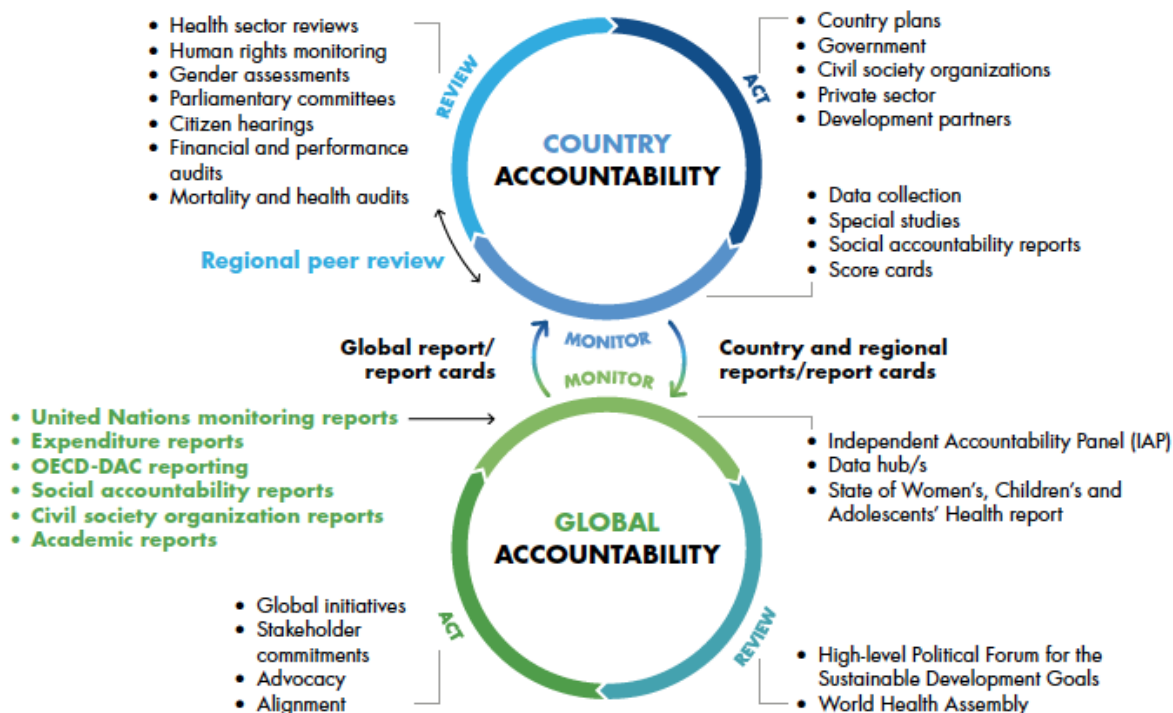 • Health sector reviews
• Human rights monitoring
• Gender assessments
• Parliamentary committees
• Citizen hearings
• Financial and performance
audits
• Mortality and health audits
REVIEW
ACT
• Country plans
• Government
• Civil society organizations
• Private sector
• Development partners
COUNTRY
ACCOUNTABILITY
• Data collection
• Special studies
• Social accountability reports
• Score cards
Regional peer review
MONITOR
Global report/
report cards
Country and regional
reports/report cards
MONITOR
• United Nations monitoring reports
• Expenditure reports
• OECD-DAC reporting
• Social accountability reports
• Civil society organization reports
• Academic reports
• Independent Accountability Panel (IAP)
• Data hub/s
• State of Women's, Children's and
Adolescents' Health report
GLOBAL
ACCOUNTABILITY
ACT
REVIEW
• Global initiatives
• Stakeholder
commitments
• Advocacy
• Alignment
• High-level Political Forum for the
Sustainable Development Goals
• World Health Assembly